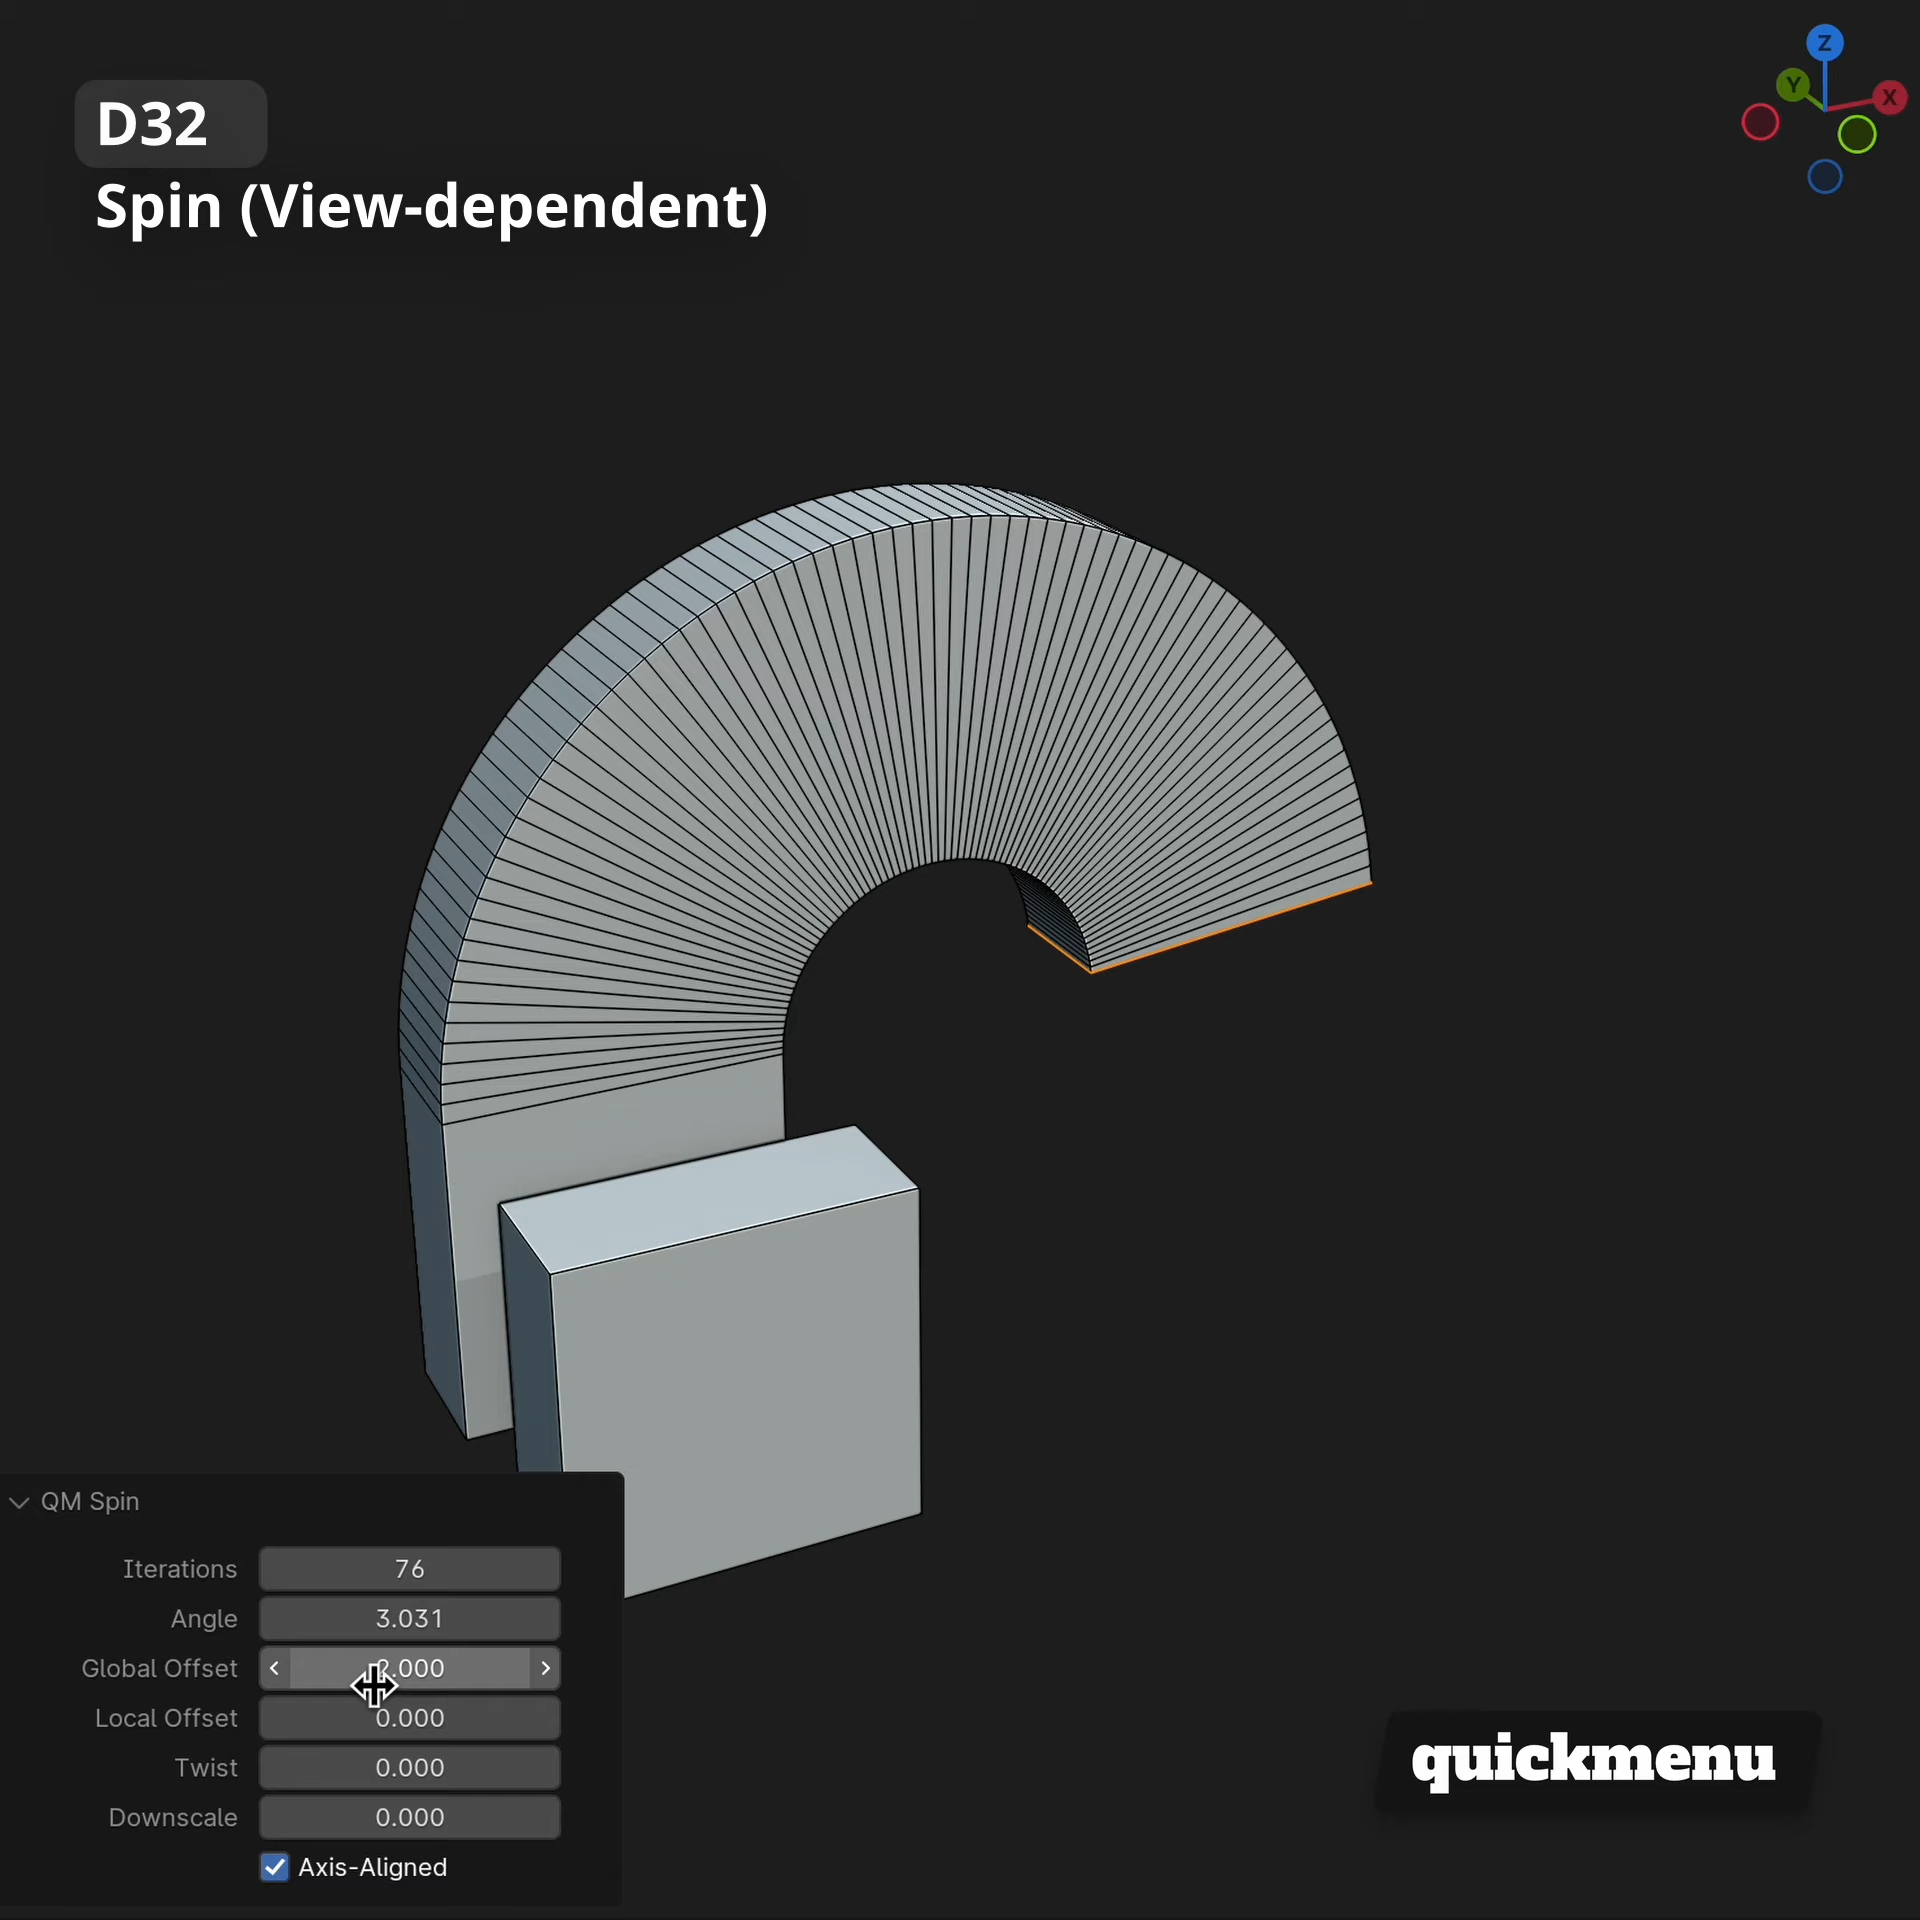 D32
Spin (View-dependent)
Z
Y
X
QM Spin
Iterations 76
Angle 3.031
Global Offset .000
Local Offset 0.000
Twist 0.000
Downscale 0.000
Axis-Aligned
quickmenu